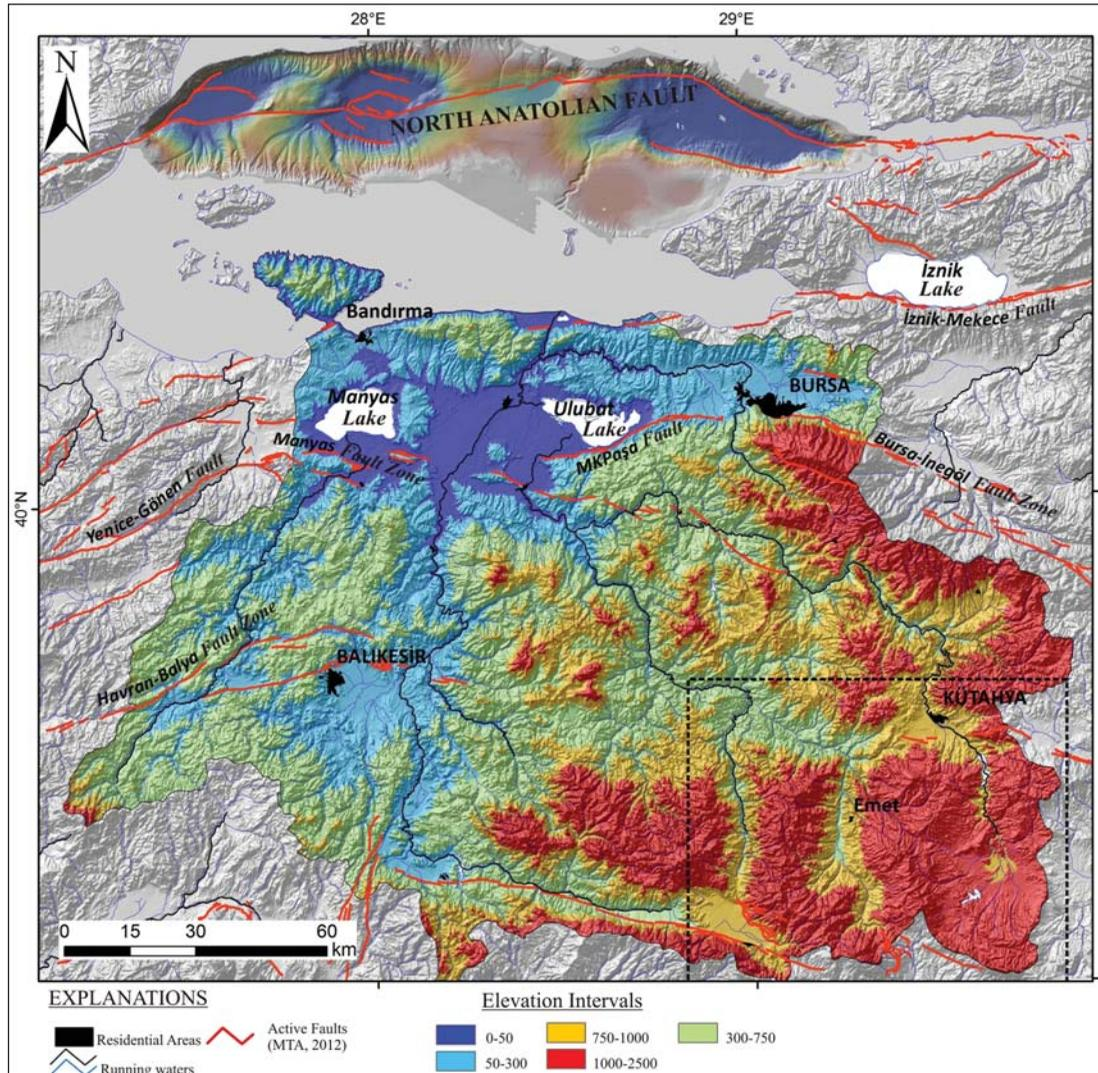 28°E 29°E
N
NORTH ANATOLIAN FAULT
İznik
Lake
İznik-Mekece Fault
Bandırma
BURSA
Manyas
Lake
Ulubat
Lake
Manyas Fault Zone
MKPaşa Fault
Bursa-İnegöl Fault Zone
40°N
Yenice-Gönen Fault
Havran-Balya Fault Zone
BALIKESİR
KÜTAHYA
Emet
0 15 30 60
km
EXPLANATIONS
Residential Areas
Active Faults
(MTA, 2012)
Running waters
Elevation Intervals
0-50 750-1000 300-750
50-300 1000-2500